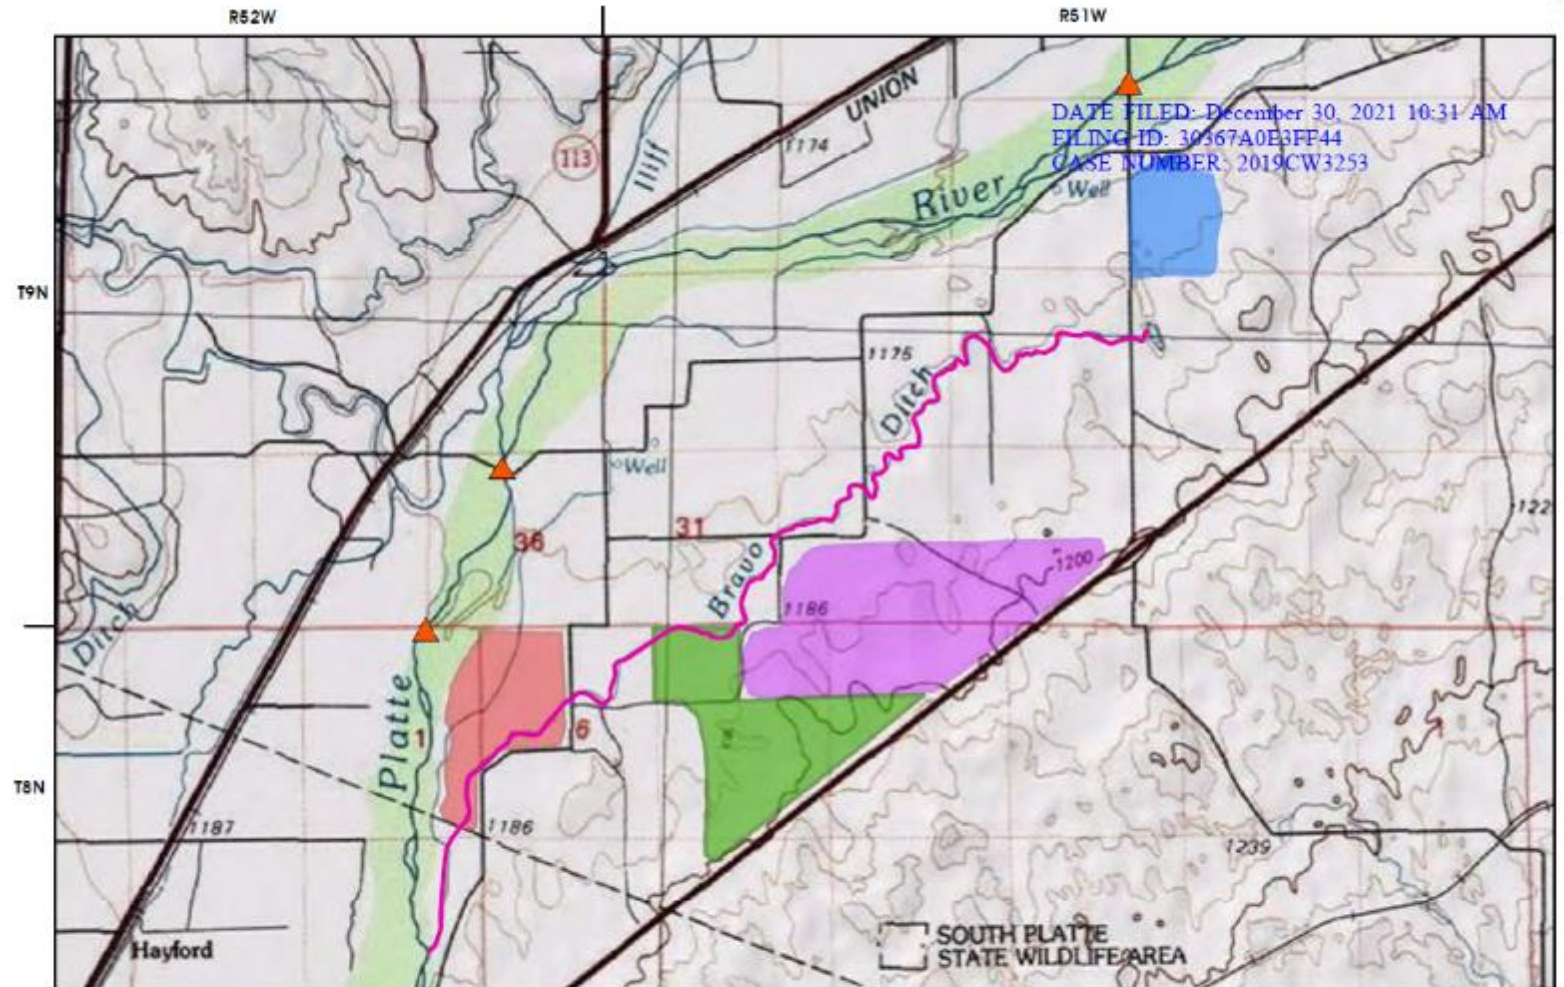 R52W
R51W
UNION
DATE FILED: December 30, 2021 10:31 AM
FILING ID: 30367A0E3FF44
CASE NUMBER: 2019CW3253
1174
113
Iliff
River
Well
T9N
1175
Ditch
Well
122
36
31
1200
Bravo
1186
Ditch
Platte
1
6
1
T8N
1187
1186
1239
SOUTH PLATTE
STATE WILDLIFE AREA
Hayford